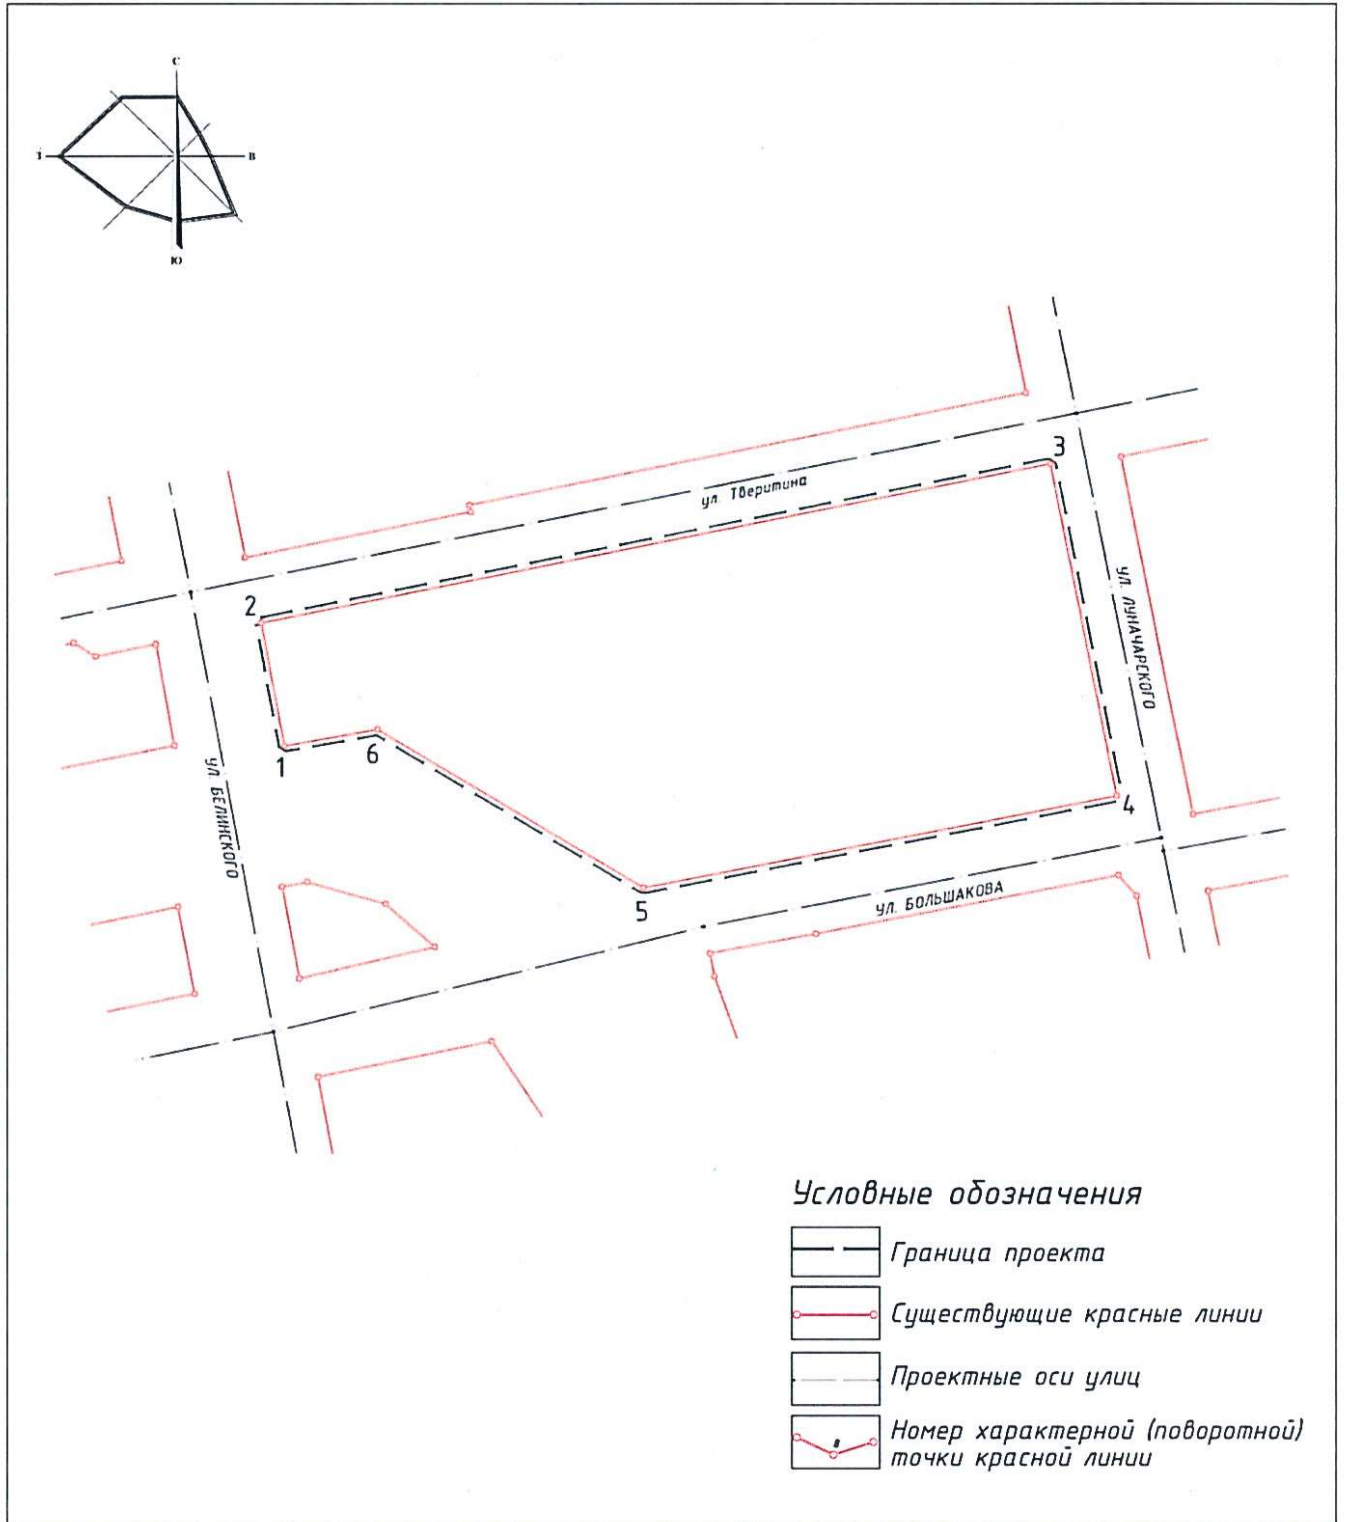 С
В
Ю
3
ул. Тверитина
2
ул. ЛУНАЧАРСКОГО
1
6
4
ул. БЕЛИНСКОГО
5
ул. БОЛЬШАКОВА
Условные обозначения
Граница проекта
Существующие красные линии
Проектные оси улиц
Номер характерной (поворотной)
точки красной линии